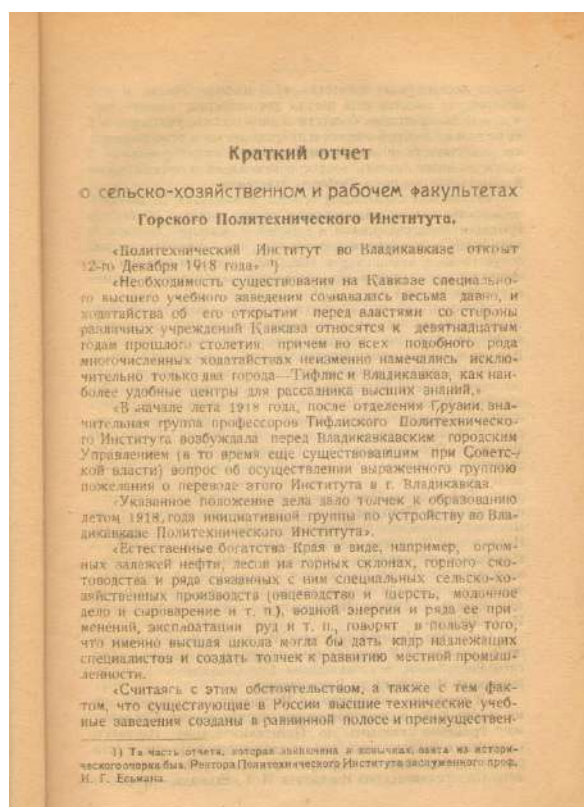 Краткий отчет
о сельско-хозяйственном и рабочем факультетах
Горского Политехнического Института.
«Политехнический Институт во Владикавказе открыт
12-го Декабря 1918 года» ¹)
«Необходимость существования на Кавказе специально-
го высшего учебного заведения сознавалась весьма давно, и
ходатайства об его открытии перед властями со стороны
различных учреждений Кавказа относятся к девятнадцатым
годам прошлого столетия, причем во всех подобного рода
многочисленных ходатайствах неизменно намечались исклю-
чительно только два города—Тифлис и Владикавказ, как наи-
более удобные центры для рассадника высших знаний.»
«В начале лета 1918 года, после отделения Грузии, зна-
чительная группа профессоров Тифлиского Политехническо-
го Института возбуждала перед Владикавкавским городским
Управлением (в то время еще существовавшим при Советс-
кой власти) вопрос об осуществлении выраженного группою
пожелания о переводе этого Института в г. Владикавказ.
«Указанное положение дела дало толчек к образованию
летом 1918 года инициативной группы по устройству во Вла-
дикавказе Политехнического Института».
«Естественные богатства Края в виде, например, огром-
ных залежей нефти, лесов на горных склонах, горного ско-
товодства и ряда связанных с ним специальных сельско-хо-
зяйственных производств (овцеводство и шерсть, молочное
дело и сыроварение и т. п.), водной энергии и ряда ее при-
менений, эксплоатации руд и т. п., говорят в пользу того,
что именно высшая школа могла бы дать кадр надлежащих
специалистов и создать толчек к развитию местной промыш-
ленности.
«Считаясь с этим обстоятельством, а также с тем фак-
том, что существующие в России высшие технические учеб-
ные заведения созданы в равнинной полосе и преимуществен-
1) Та часть отчета, которая заключена в кавычках, взята из истори-
ческого очерка быв. Ректора Политехнического Института заслуженного проф.
И. Г. Есьмана.